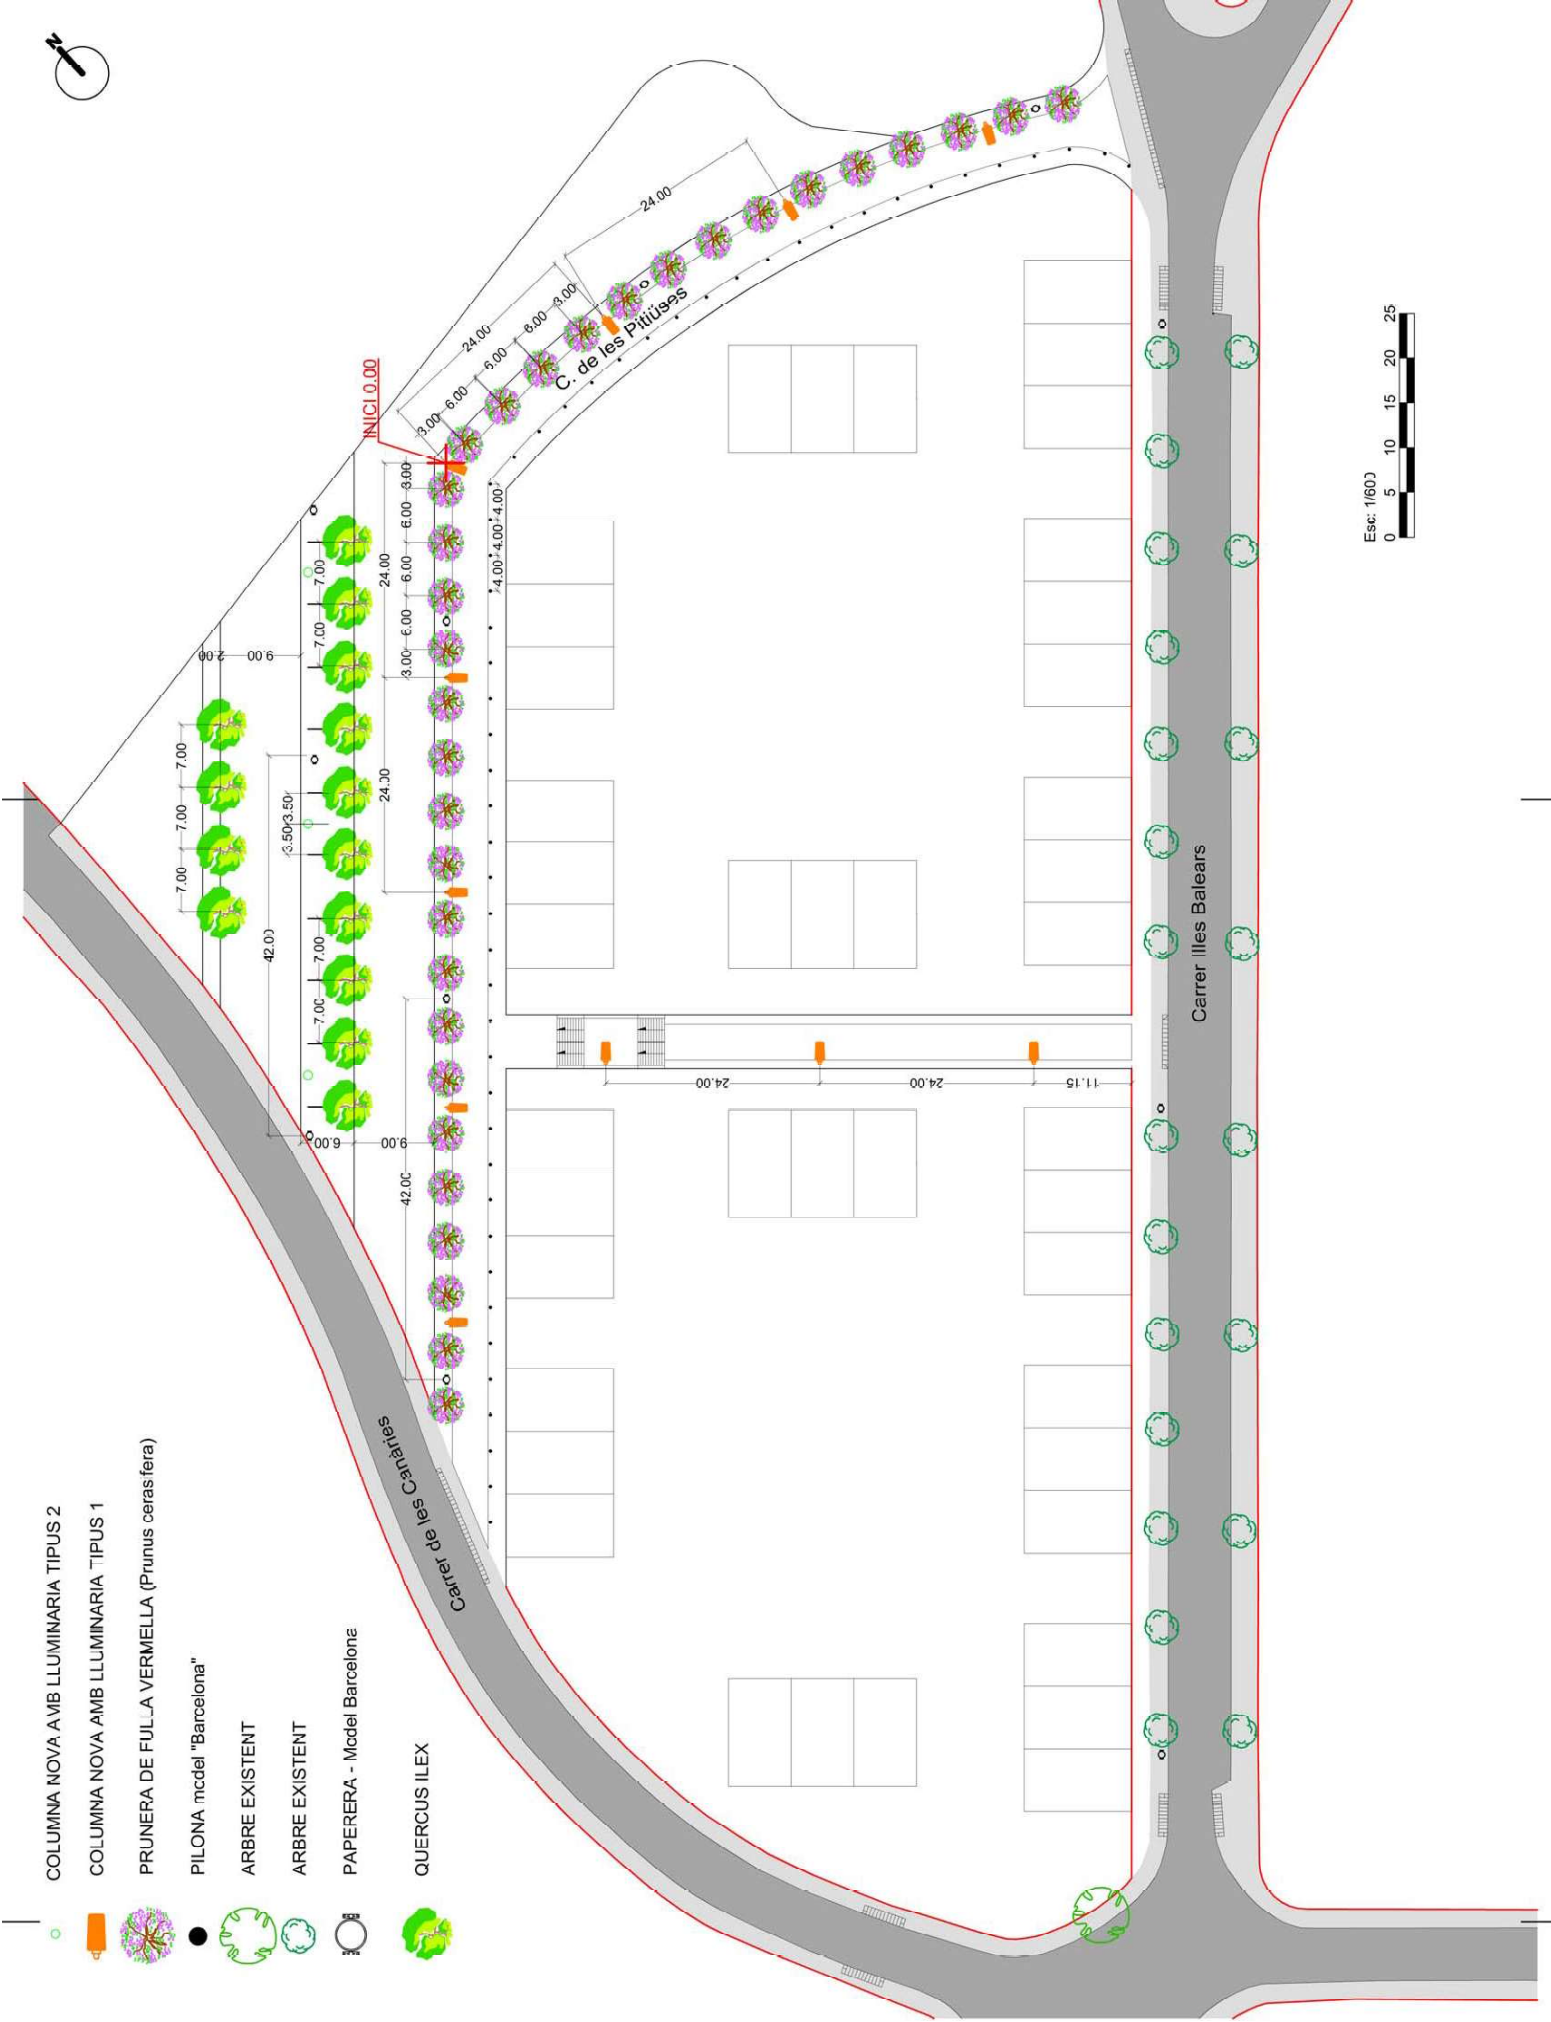 N
COLUMNA NOVA AMB LLUMINARIA TIPUS 2
COLUMNA NOVA AMB LLUMINARIA TIPUS 1
PRUNERA DE FULLA VERMELLA (Prunus cerasfera)
PILONA model "Barcelona"
ARBRE EXISTENT
ARBRE EXISTENT
PAPERERA - Model Barcelona
QUERCUS ILEX
INICI 0.00
C. de les Pitiüses
Carrer de les Canàries
Carrer Illes Balears
Esc: 1/600
0 5 10 15 20 25
24.00
24.00
3.00
6.00
6.00
6.00
3.00
3.00
6.00
6.00
6.00
3.00
24.00
24.00
42.00
4.00
4.00
4.00
7.00
7.00
3.50
3.50
7.00
7.00
42.00
7.00
7.00
7.00
2.00
9.00
6.00
9.00
24.00
24.00
11.15